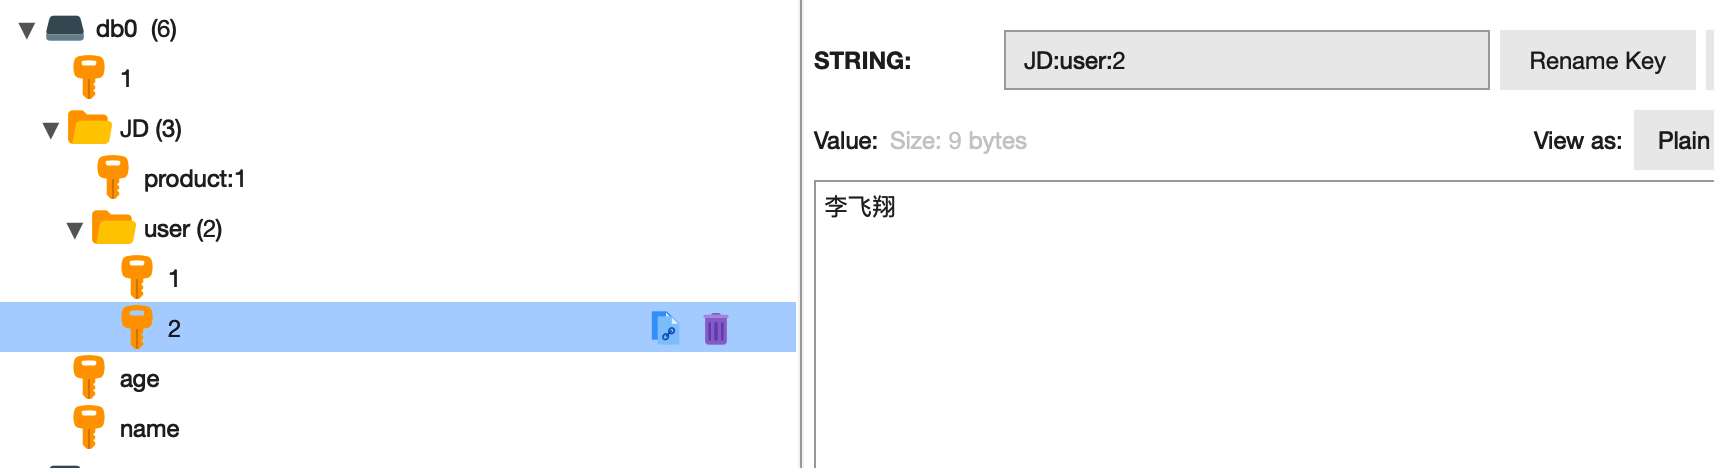 db0 (6)
1
JD (3)
product:1
user (2)
1
2
age
name
STRING:
JD:user:2
Rename Key
Value: Size: 9 bytes
View as:
Plain
李飞翔